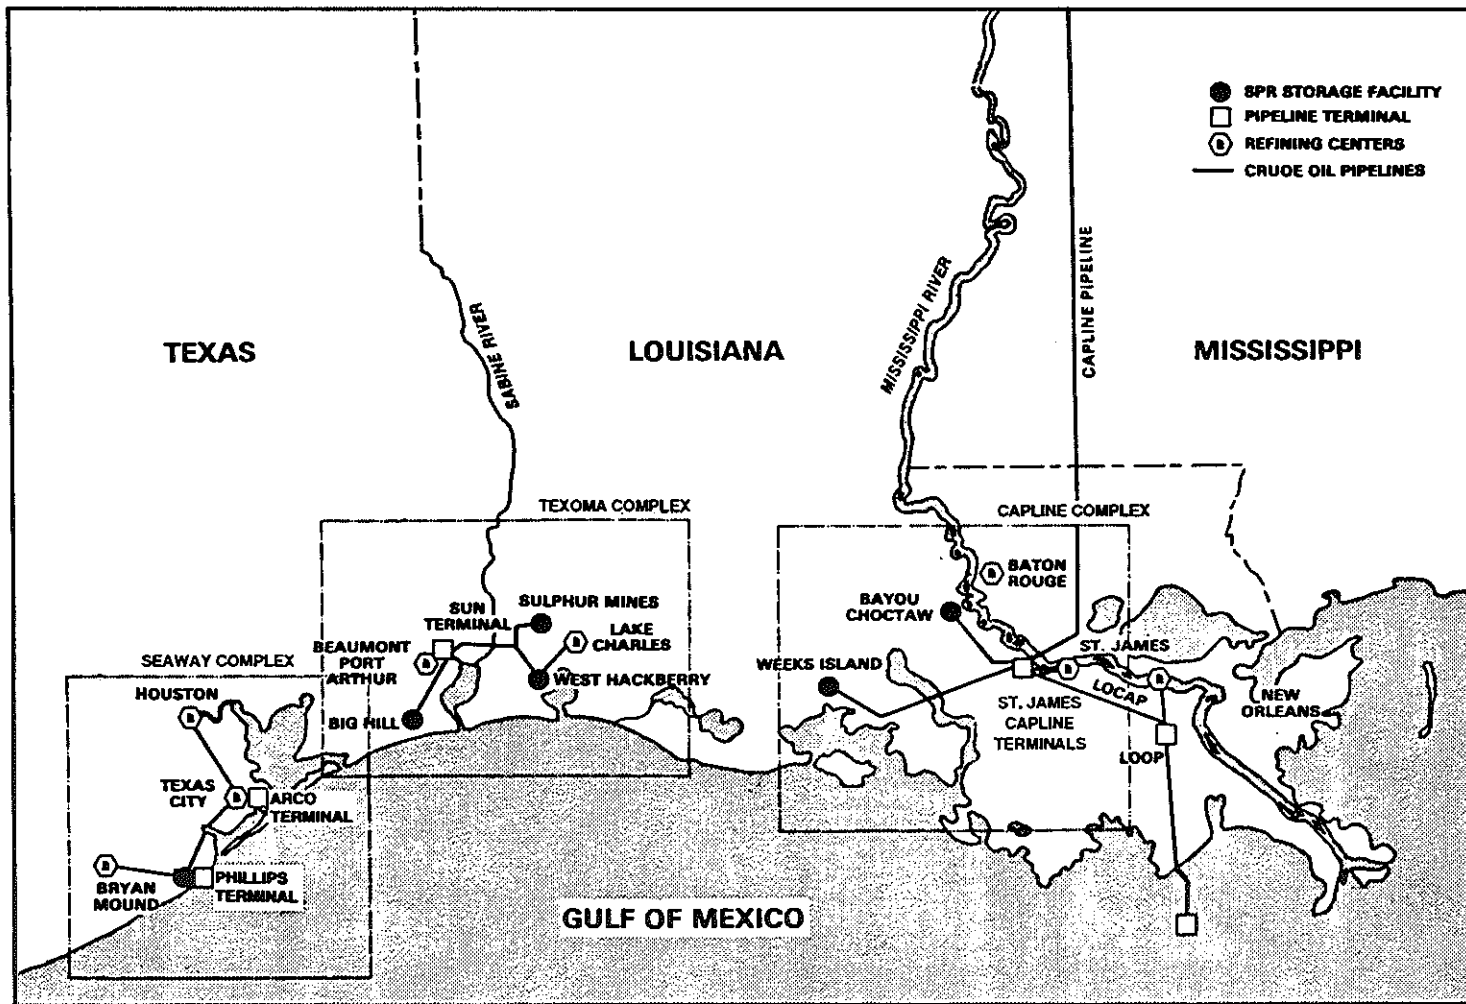 SPR STORAGE FACILITY
PIPELINE TERMINAL
R REFINING CENTERS
CRUOE OIL PIPELINES
TEXAS
SABINE RIVER
LOUISIANA
MISSISSIPPI RIVER
CAPLINE PIPELINE
MISSISSIPPI
TEXOMA COMPLEX
CAPLINE COMPLEX
R BATON
ROUGE
BAYOU
CHOCTAW
SUN
TERMINAL
SULPHUR MINES
BEAUMONT
PORT
ARTHUR
R
R LAKE
CHARLES
WEST HACKBERRY
BIG HILL
WEEKS ISLAND
ST. JAMES
R
R
LOCAP
NEW
ORLEANS
ST. JAMES
CAPLINE
TERMINALS
LOOP
SEAWAY COMPLEX
HOUSTON
R
TEXAS
CITY
R
ARCO
TERMINAL
R
BRYAN
MOUND
PHILLIPS
TERMINAL
GULF OF MEXICO